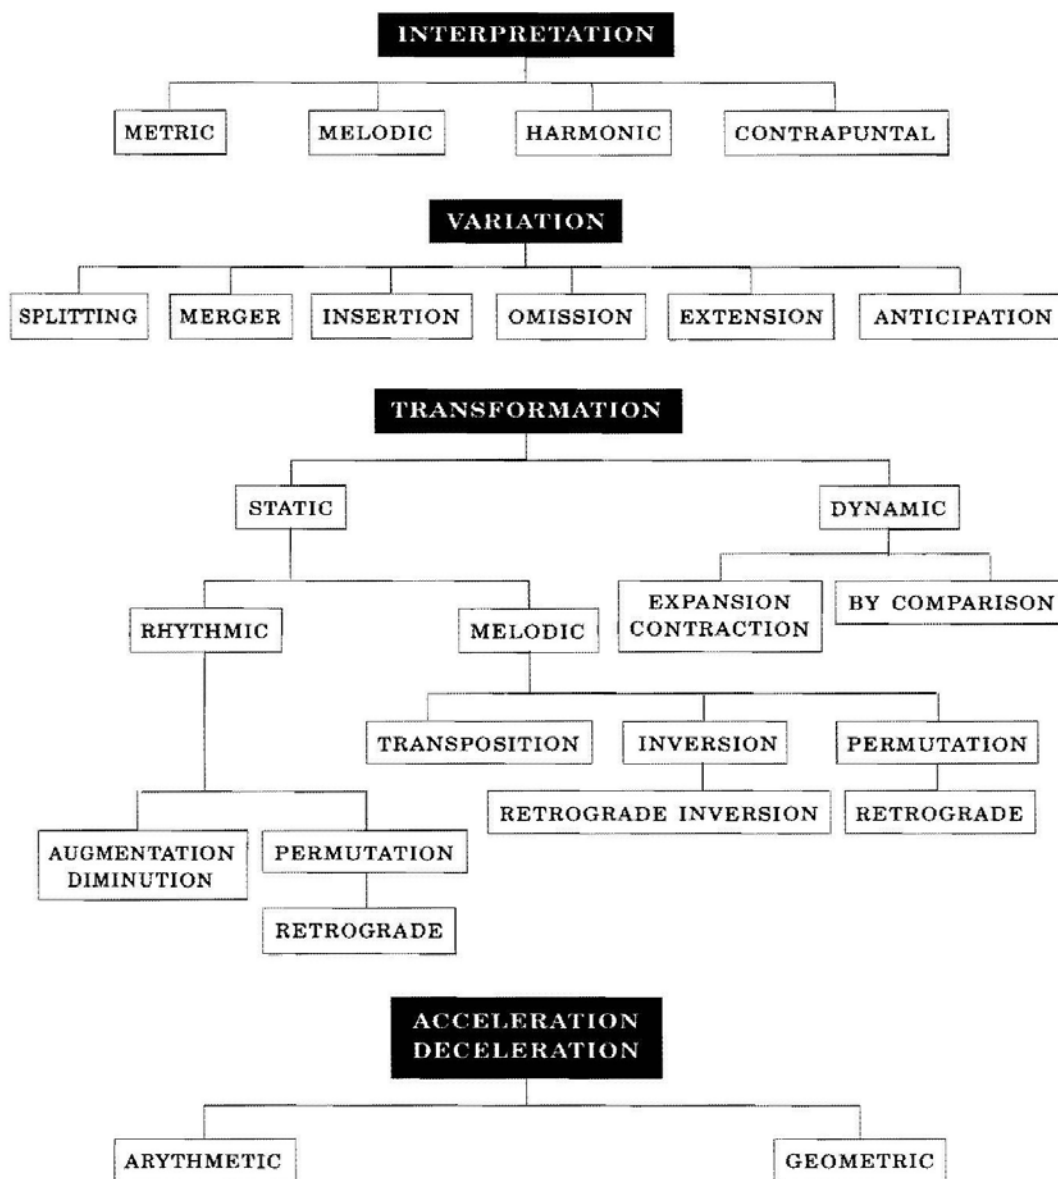 INTERPRETATION
METRIC
MELODIC
HARMONIC
CONTRAPUNTAL
VARIATION
SPLITTING
MERGER
INSERTION
OMISSION
EXTENSION
ANTICIPATION
TRANSFORMATION
STATIC
DYNAMIC
RHYTHMIC
MELODIC
EXPANSION
CONTRACTION
BY COMPARISON
TRANSPOSITION
INVERSION
PERMUTATION
RETROGRADE INVERSION
RETROGRADE
AUGMENTATION
DIMINUTION
PERMUTATION
RETROGRADE
ACCELERATION
DECELERATION
ARYTHMETIC
GEOMETRIC